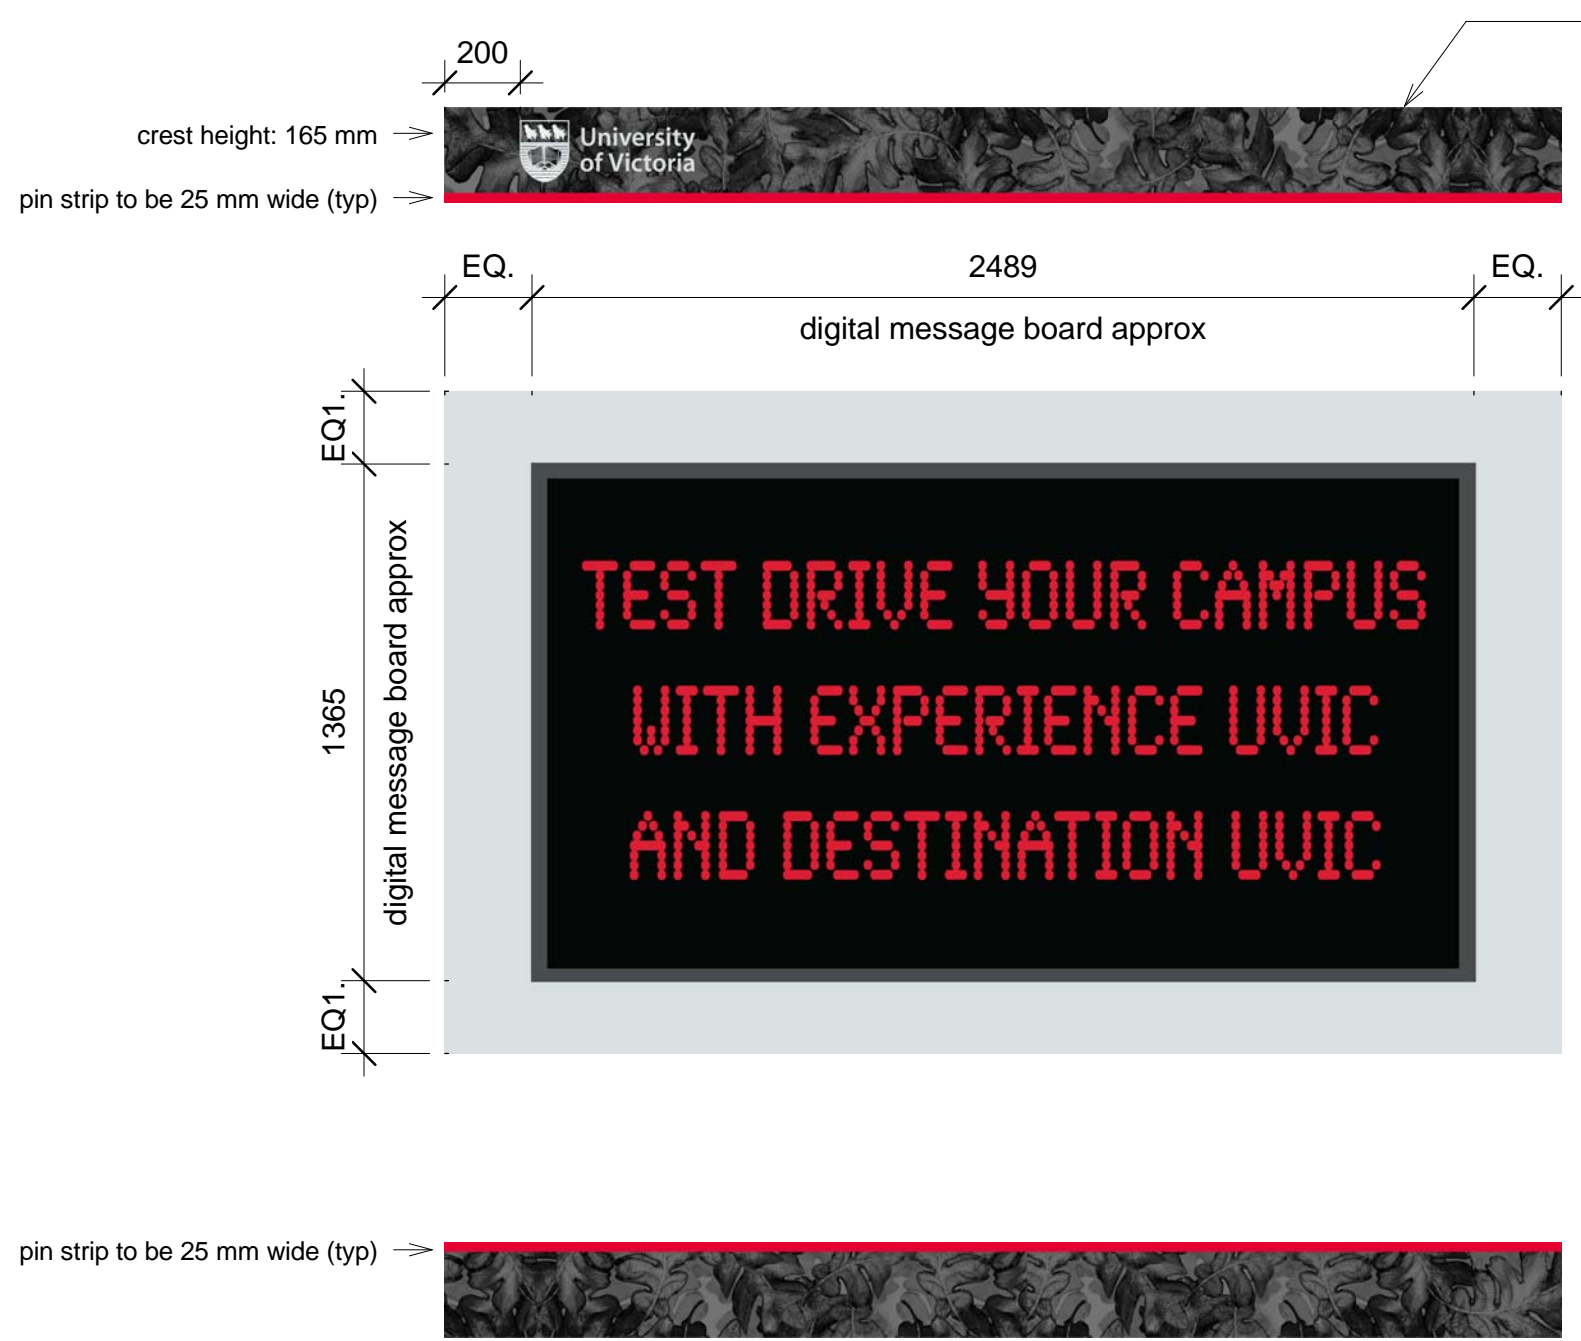 200
crest height: 165 mm
University
of Victoria
pin strip to be 25 mm wide (typ)
EQ.
2489
EQ.
digital message board approx
EQ1.
1365
digital message board approx
EQ1.
TEST DRIVE YOUR CAMPUS
WITH EXPERIENCE UVIC
AND DESTINATION UVIC
pin strip to be 25 mm wide (typ)